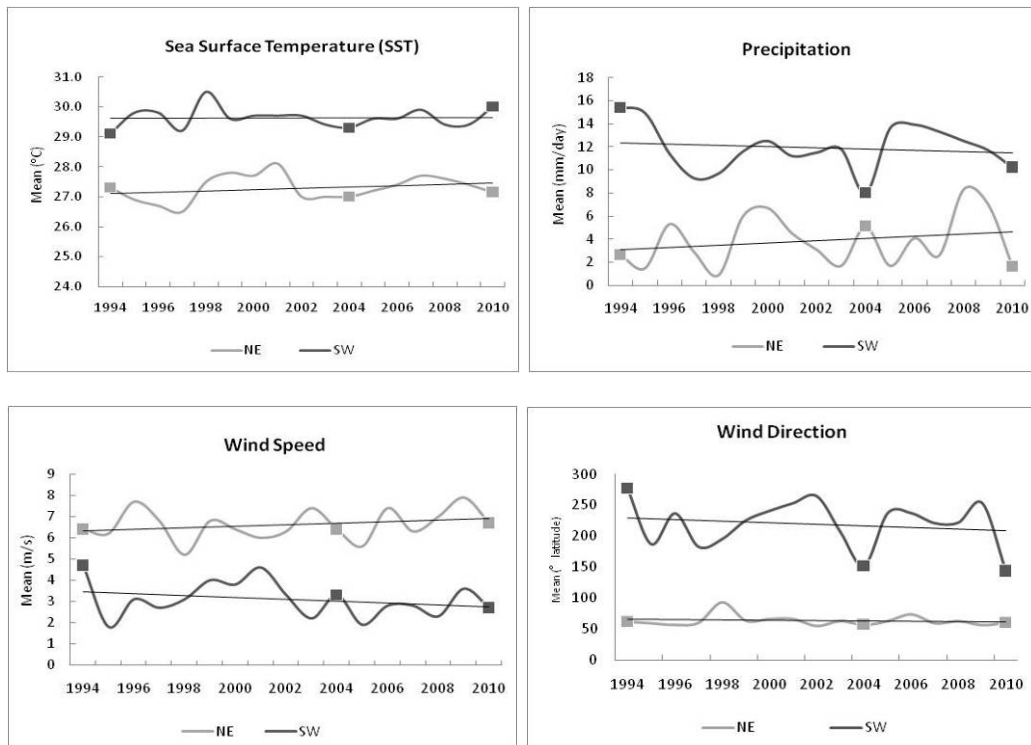 Sea Surface Temperature (SST)
Mean (°C)
31.0
30.0
29.0
28.0
27.0
26.0
25.0
24.0
1994 1996 1998 2000 2002 2004 2006 2008 2010
NE SW
Precipitation
Mean (mm/day)
18
16
14
12
10
8
6
4
2
0
1994 1996 1998 2000 2002 2004 2006 2008 2010
NE SW
Wind Speed
Mean (m/s)
9
8
7
6
5
4
3
2
1
0
1994 1996 1998 2000 2002 2004 2006 2008 2010
NE SW
Wind Direction
Mean (° latitude)
300
250
200
150
100
50
0
1994 1996 1998 2000 2002 2004 2006 2008 2010
NE SW